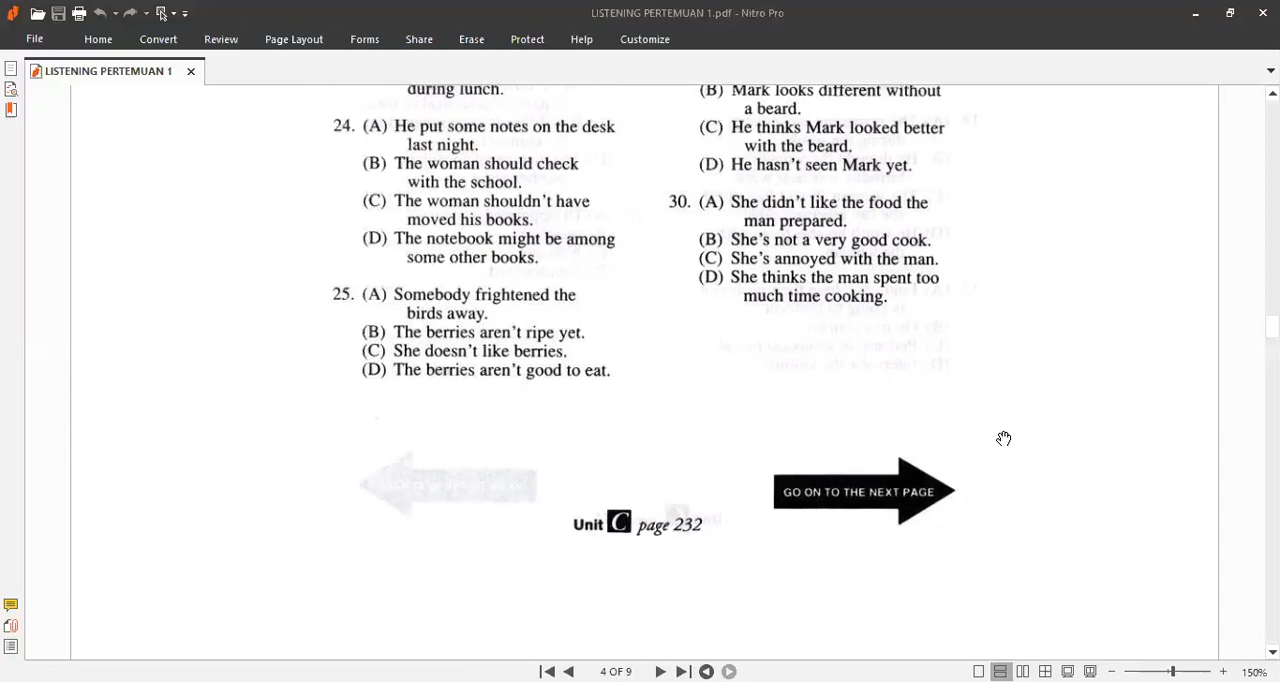 LISTENING PERTEMUAN 1.pdf - Nitro Pro
File Home Convert Review Page Layout Forms Share Erase Protect Help Customize
LISTENING PERTEMUAN 1
during lunch.
24. (A) He put some notes on the desk
last night.
(B) The woman should check
with the school.
(C) The woman shouldn't have
moved his books.
(D) The notebook might be among
some other books.
25. (A) Somebody frightened the
birds away.
(B) The berries aren't ripe yet.
(C) She doesn't like berries.
(D) The berries aren't good to eat.
(B) Mark looks different without
a beard.
(C) He thinks Mark looked better
with the beard.
(D) He hasn't seen Mark yet.
30. (A) She didn't like the food the
man prepared.
(B) She's not a very good cook.
(C) She's annoyed with the man.
(D) She thinks the man spent too
much time cooking.
GO ON TO THE NEXT PAGE
Unit C page 232
4 OF 9
150%